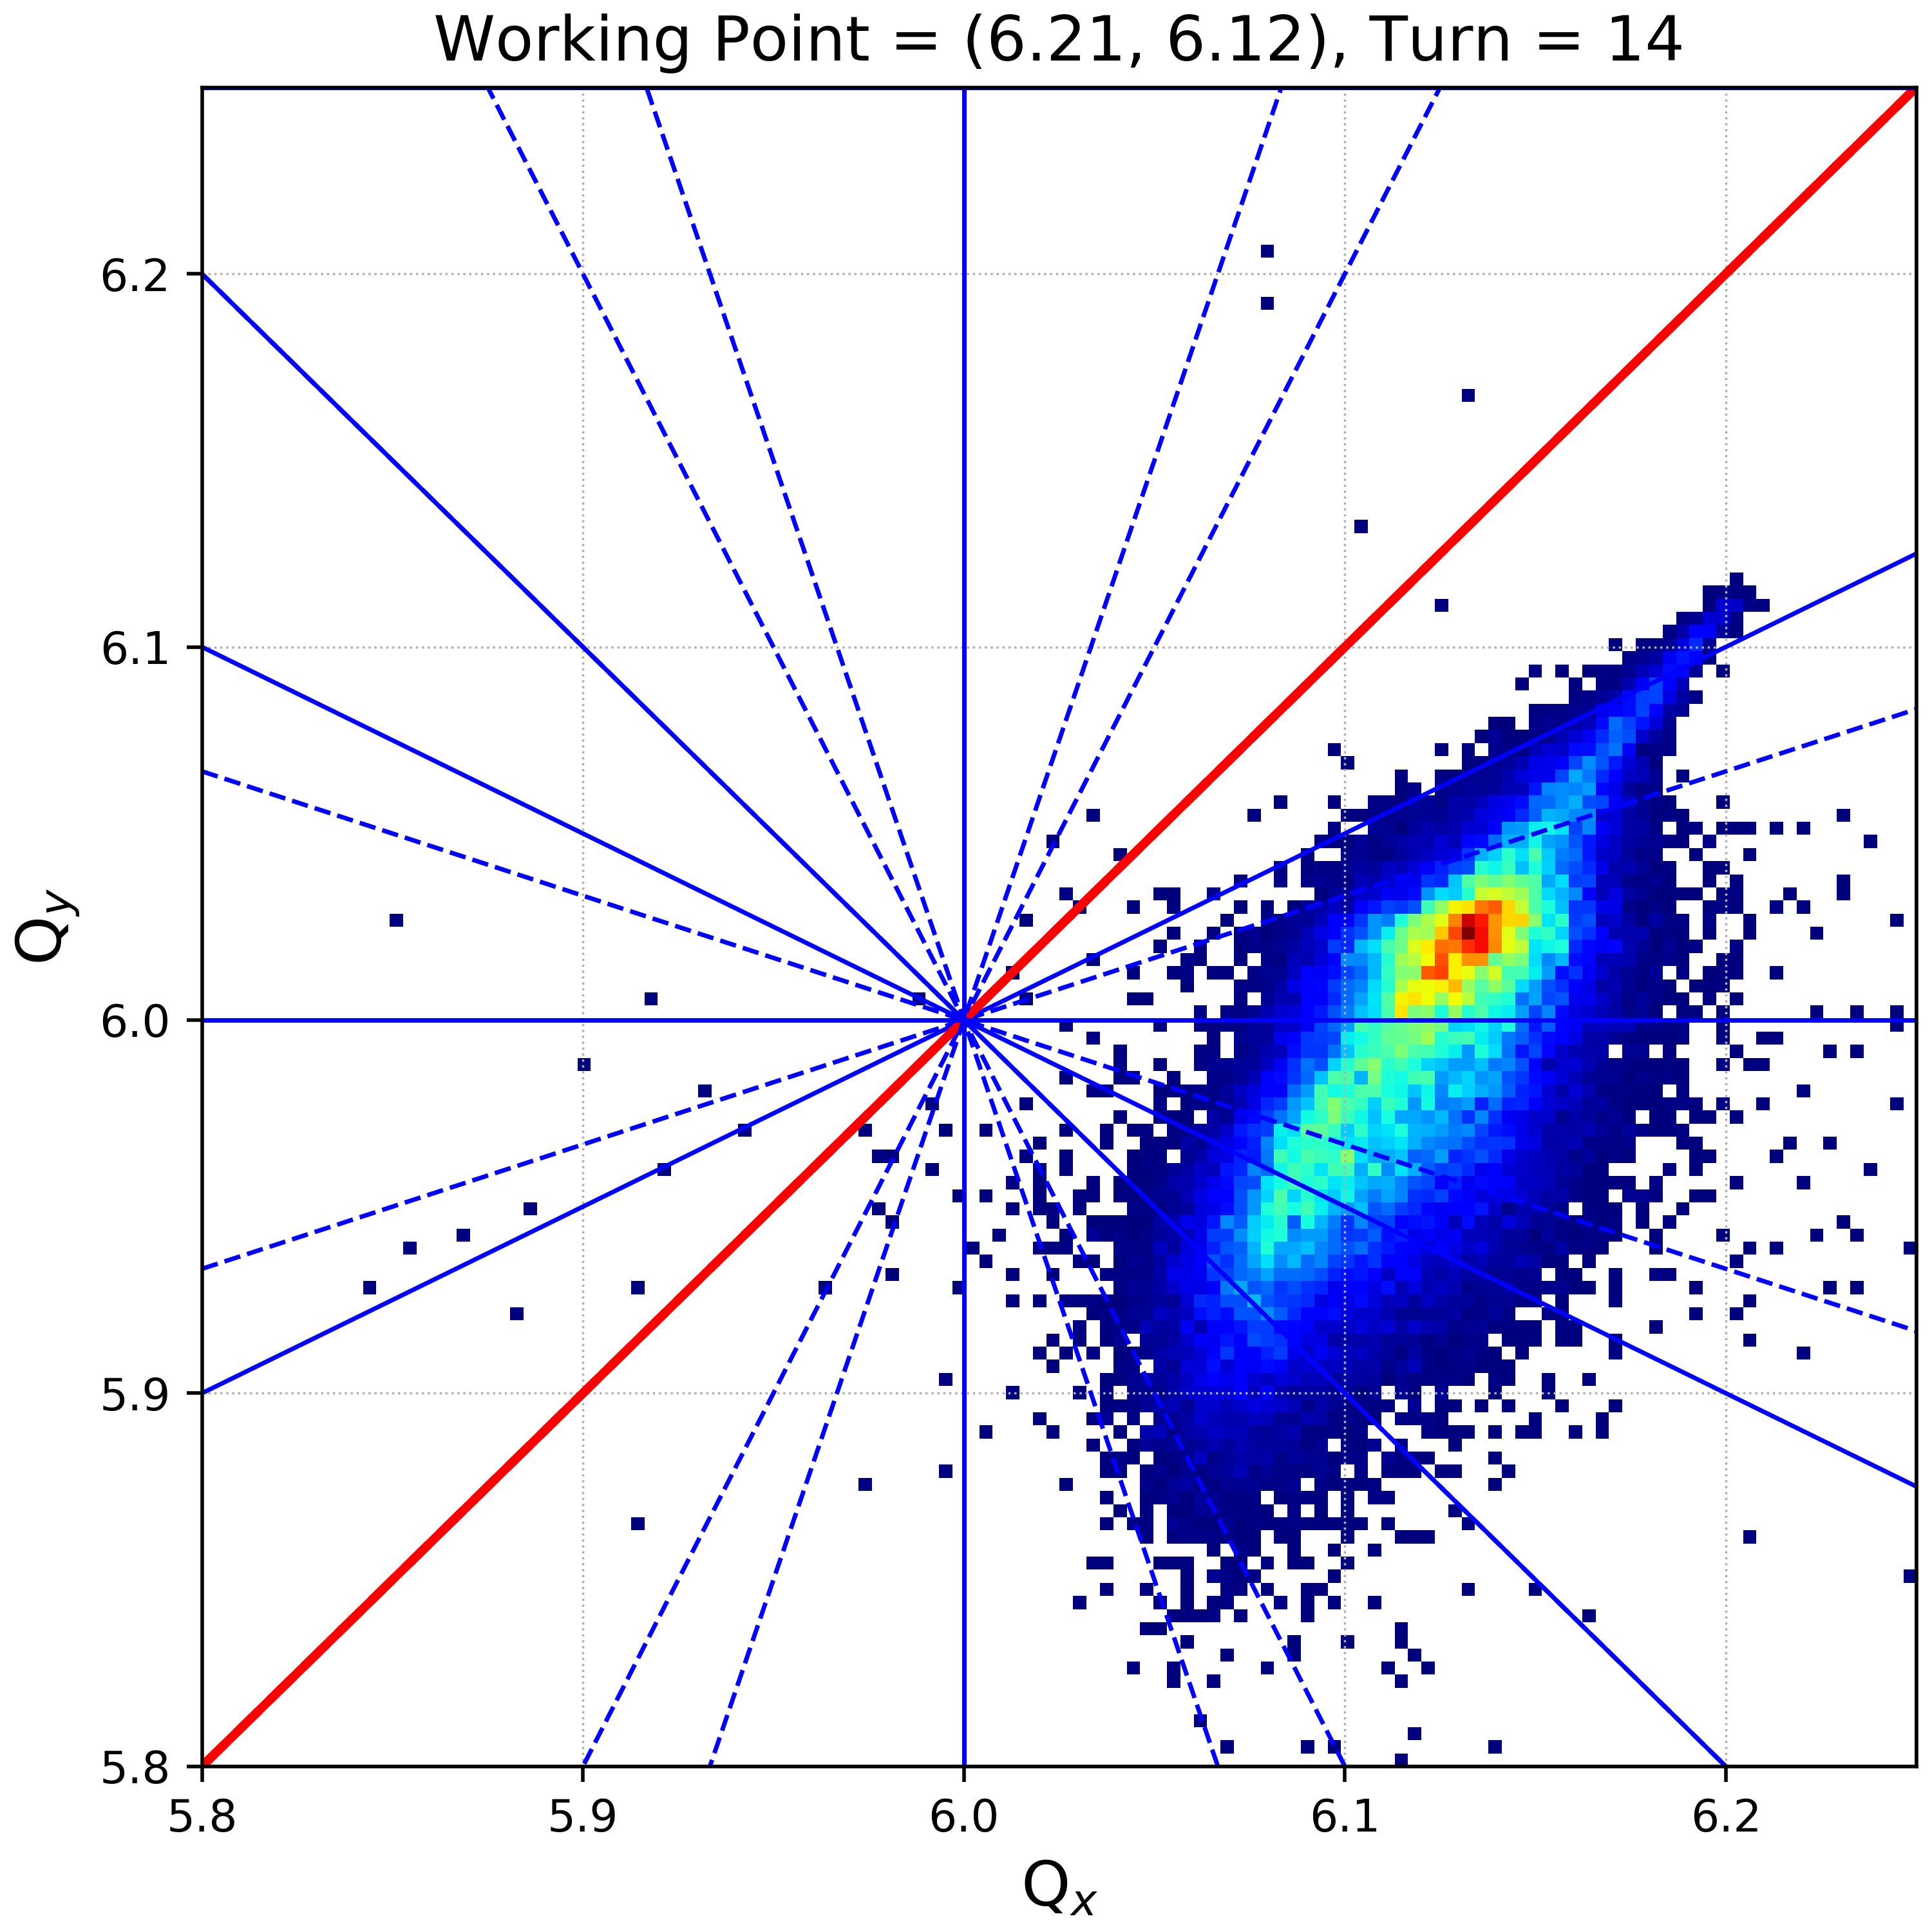 Working Point = (6.21, 6.12), Turn = 14
6.2
6.1
6.0
5.9
5.8
Qy
5.8 5.9 6.0 6.1 6.2
Qx